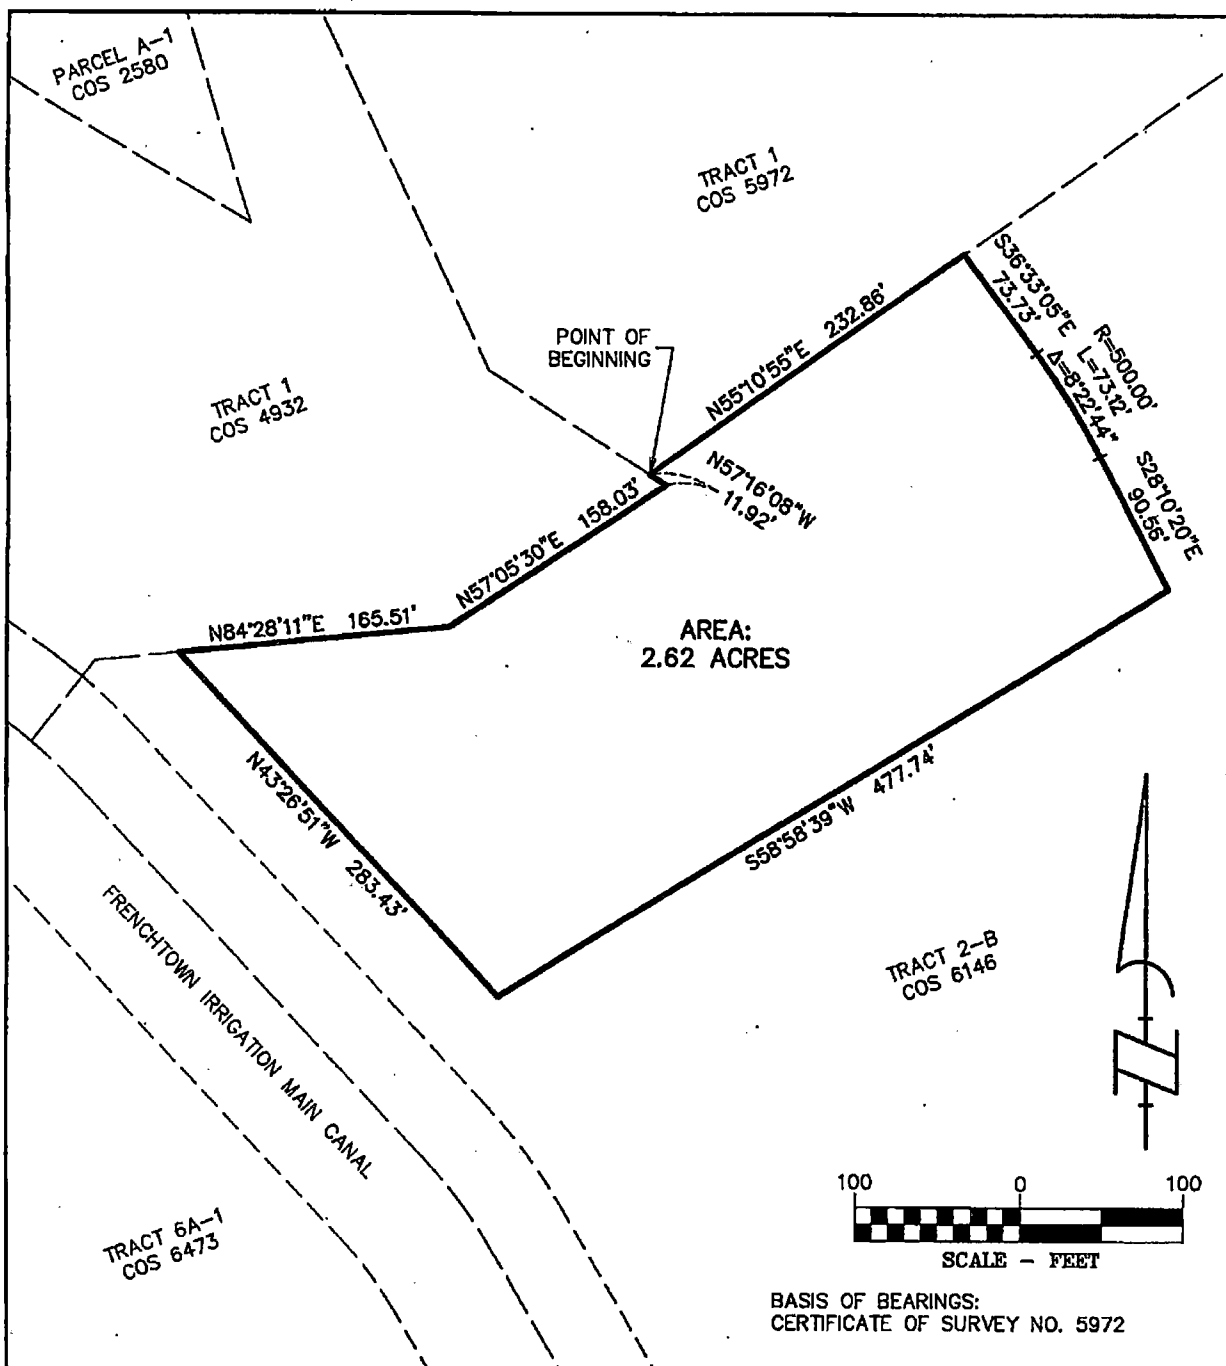 PARCEL A-1
COS 2580
TRACT 1
COS 5972
S36°33'05"E
73.73'
R=500.00'
L=73.12'
Δ=8°22'44"
POINT OF
BEGINNING
N55°10'55"E 232.86'
TRACT 1
COS 4932
N57°16'08"W
11.92'
S28°10'20"E
90.56'
N57°05'30"E 158.03'
N84°28'11"E 165.51'
AREA:
2.62 ACRES
N43°26'51"W 283.43'
S58°58'39"W 477.74'
FRENCHTOWN IRRIGATION MAIN CANAL
TRACT 2-B
COS 6146
N
TRACT 6A-1
COS 6473
100 0 100
SCALE - FEET
BASIS OF BEARINGS:
CERTIFICATE OF SURVEY NO. 5972